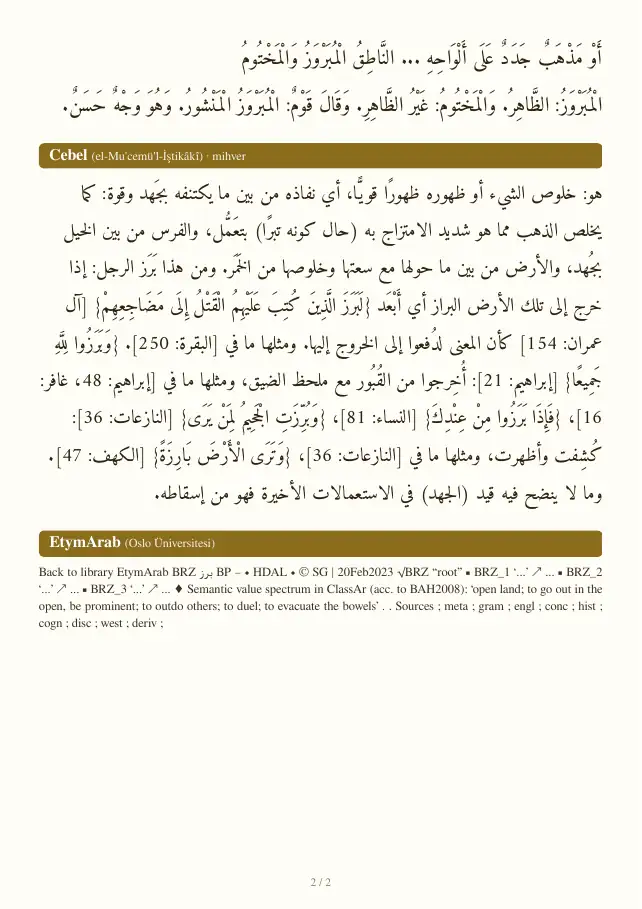 أَوْ مَذْهَبٌ جَدَدٌ عَلَى أَلْوَاحِهِ ... النَّاطِقُ الْمُبَرْوَزُ وَالْمَخْتُومُ
الْمُبَرْوَزُ: الظَّاهِرُ. وَالْمَخْتُومُ: غَيْرُ الظَّاهِرِ. وَقَالَ قَوْمٌ: الْمُبَرْوَزُ الْمَنْشُورُ. وَهُوَ وَجْهٌ حَسَنٌ.
Cebel (el-Mu'cemü'l-İştikâkî) · mihver
هو: خلوص الشيء أو ظهوره ظهورًا قويًّا، أي نفاذه من بين ما يكتنفه بجَهد وقوة: كما
يخلص الذهب مما هو شديد الامتزاج به (حال كونه تبرًا) بتعَمُّل، والفرس من بين الخيل
بجُهد، والأرض من بين ما حولها مع سعتها وخلوصها من الخَمَر. ومن هذا بَرَز الرجل: إذا
خرج إلى تلك الأرض البراز أي أَبْعَد {لَبَرَزَ الَّذِينَ كُتِبَ عَلَيْهِمُ الْقَتْلُ إِلَى مَضَاجِعِهِمْ} [آل
عمران: 154] كأن المعنى لدُفعوا إلى الخروج إليها. ومثلها ما في [البقرة: 250]. {وَبَرَزُوا لِلَّهِ
جَمِيعًا} [إبراهيم: 21]: أُخرِجوا من القُبُور مع ملحظ الضيق، ومثلها ما في [إبراهيم: 48، غافر:
16]، {فَإِذَا بَرَزُوا مِنْ عِنْدِكَ} [النساء: 81]، {وَبُرِّزَتِ الْجَحِيمُ لِمَنْ يَرَى} [النازعات: 36]:
كُشِفت وأظهرت، ومثلها ما في [النازعات: 36]، {وَتَرَى الْأَرْضَ بَارِزَةً} [الكهف: 47].
وما لا ينضح فيه قيد (الجهد) في الاستعمالات الأخيرة فهو من إسقاطه.
EtymArab (Oslo Üniversitesi)
Back to library EtymArab BRZ برز BP – • HDAL • © SG | 20Feb2023 √BRZ “root” ▪ BRZ_1 ‘...’ ↗ ... ▪ BRZ_2
‘...’ ↗ ... ▪ BRZ_3 ‘...’ ↗ ... ♦ Semantic value spectrum in ClassAr (acc. to BAH2008): ‘open land; to go out in the
open, be prominent; to outdo others; to duel; to evacuate the bowels’ . . Sources ; meta ; gram ; engl ; conc ; hist ;
cogn ; disc ; west ; deriv ;
2 / 2